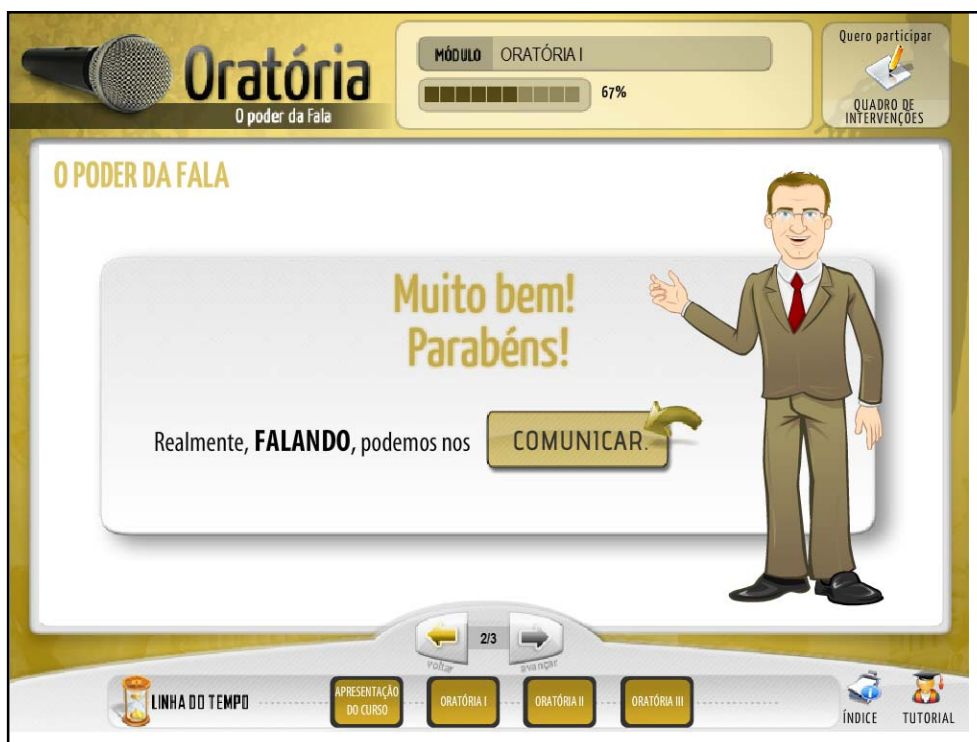 Oratória
O poder da Fala
MÓDULO ORATÓRIA I
67%
Quero participar
QUADRO DE
INTERVENÇÕES
O PODER DA FALA
Muito bem!
Parabéns!
Realmente, FALANDO, podemos nos COMUNICAR.
voltar
2/3
avançar
LINHA DO TEMPO
APRESENTAÇÃO
DO CURSO
ORATÓRIA I
ORATÓRIA II
ORATÓRIA III
ÍNDICE
TUTORIAL